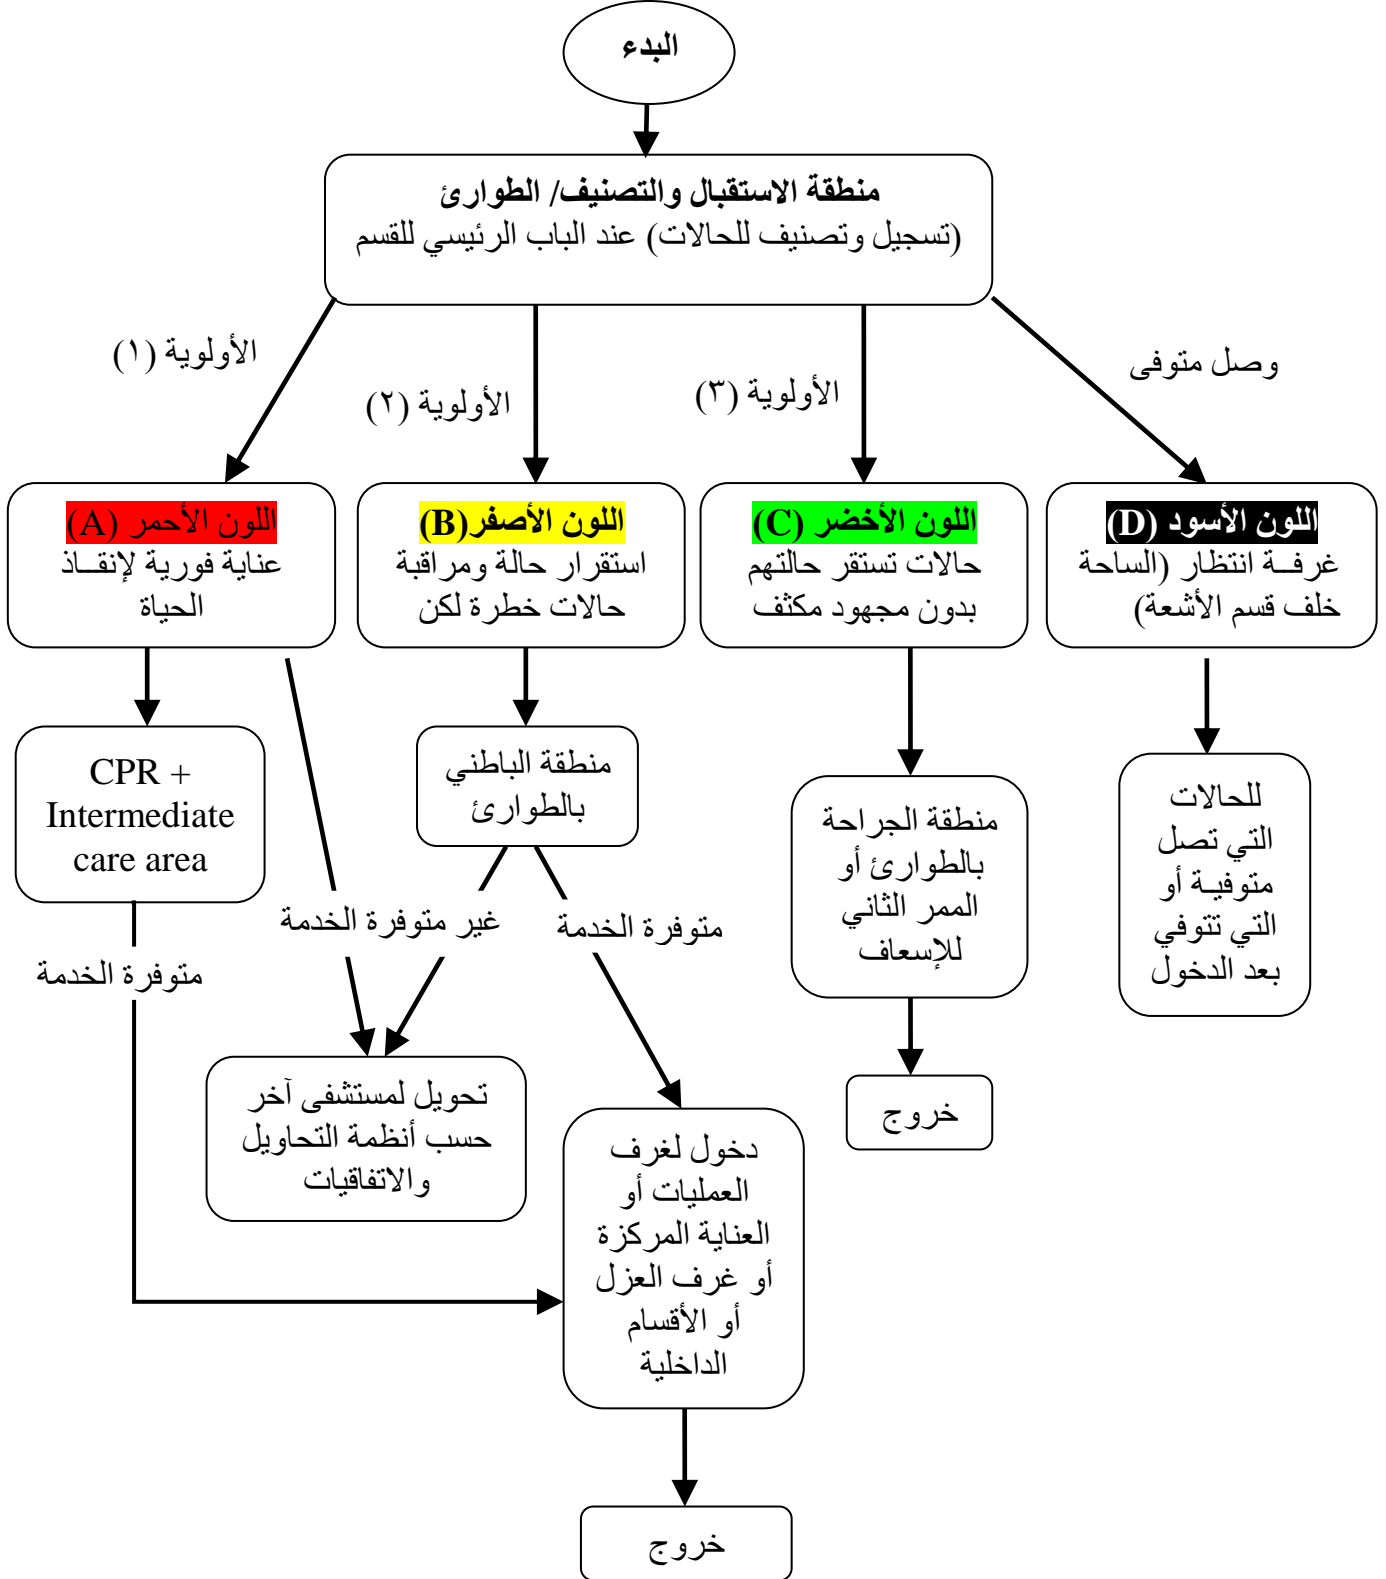 البدء
منطقة الاستقبال والتصنيف/ الطوارئ
(تسجيل وتصنيف للحالات) عند الباب الرئيسي للقسم
الأولوية (١)
الأولوية (٢)
الأولوية (٣)
وصل متوفى
اللون الأحمر (A)
عناية فورية لإنقــاذ
الحياة
اللون الأصفر(B)
استقرار حالة ومراقبة
حالات خطرة لكن
اللون الأخضر (C)
حالات تستقر حالتهم
بدون مجهود مكثف
اللون الأسود (D)
غرفــة انتظار (الساحة
خلف قسم الأشعة)
CPR +
Intermediate
care area
منطقة الباطني
بالطوارئ
منطقة الجراحة
بالطوارئ أو
الممر الثاني
للإسعاف
للحالات
التي تصل
متوفيـة أو
التي تتوفي
بعد الدخول
متوفرة الخدمة
غير متوفرة الخدمة
متوفرة الخدمة
تحويل لمستشفى آخر
حسب أنظمة التحاويل
والاتفاقيات
دخول لغرف
العمليات أو
العناية المركزة
أو غرف العزل
أو الأقسام
الداخلية
خروج
خروج